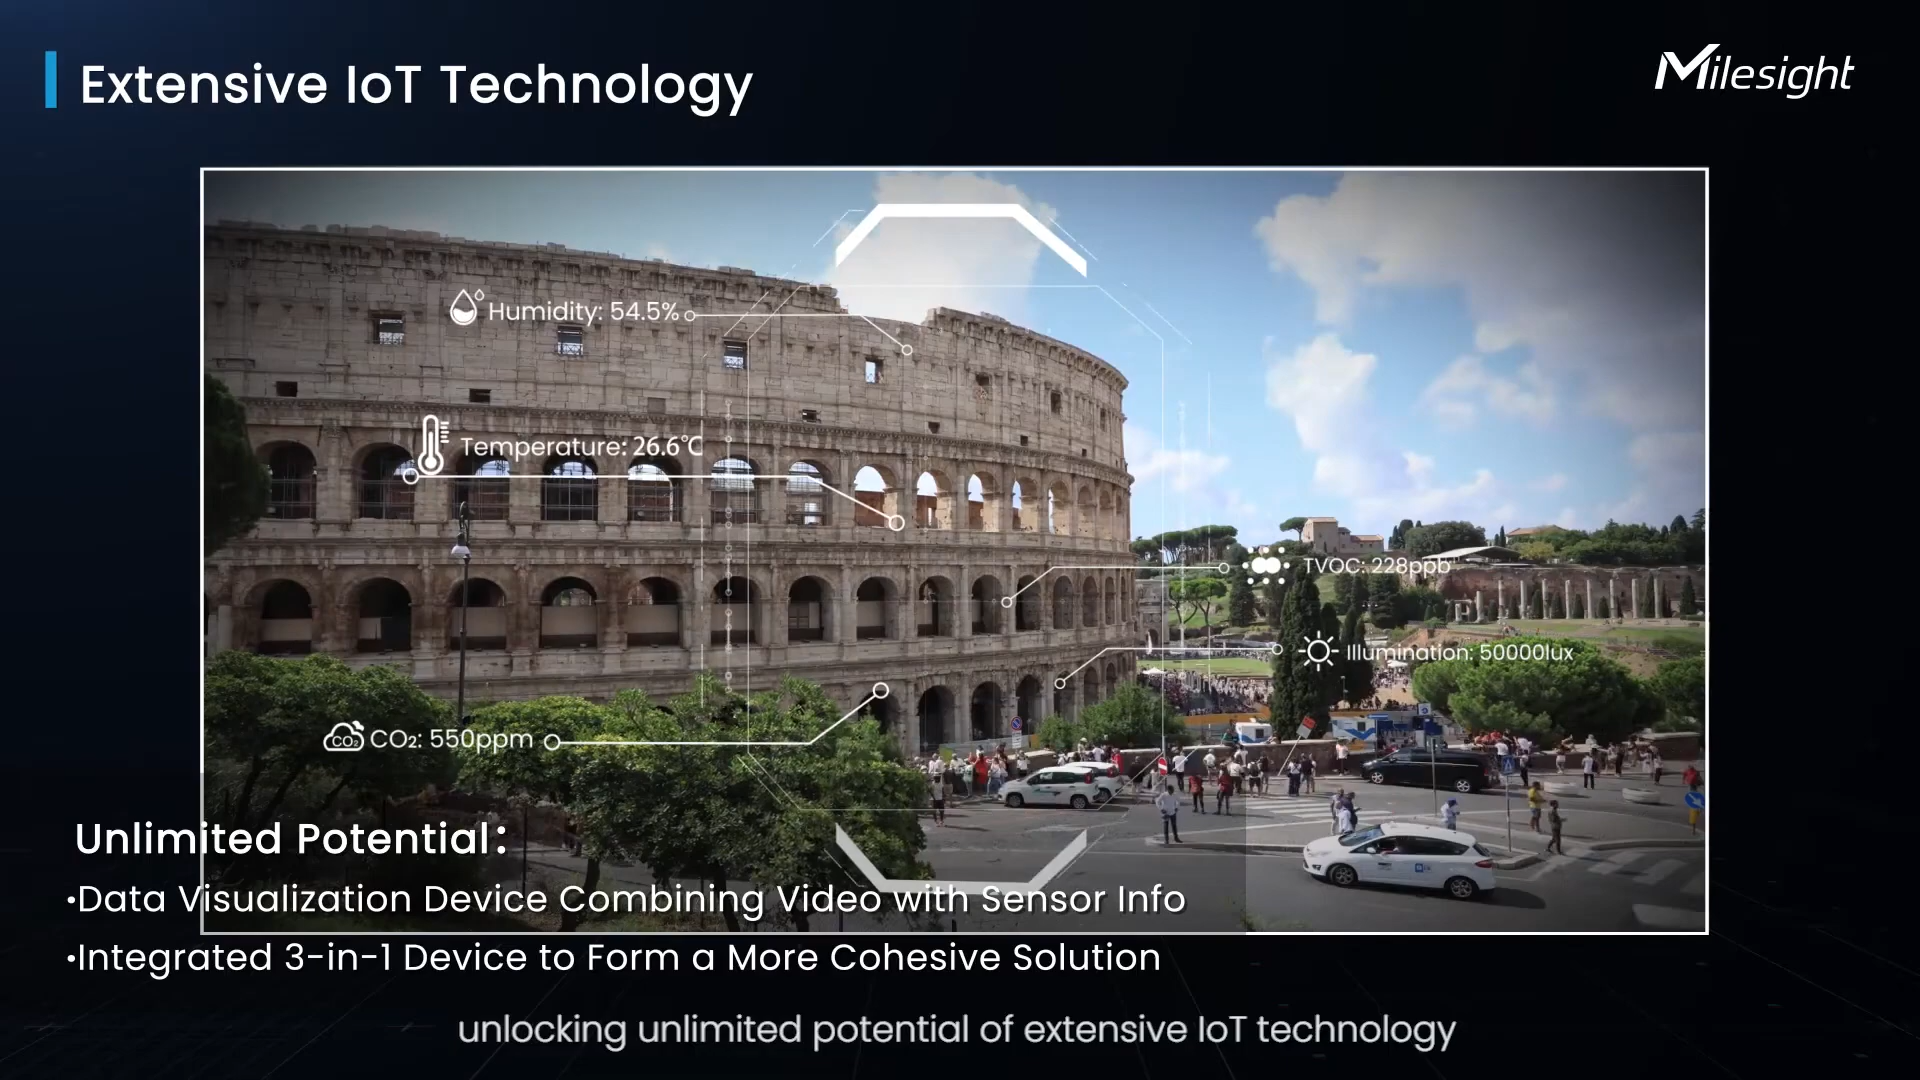 Extensive IoT Technology
Milesight
Humidity: 54.5%
Temperature: 26.6℃
TVOC: 228ppb
Illumination: 50000lux
CO₂
CO₂: 550ppm
Unlimited Potential:
·Data Visualization Device Combining Video with Sensor Info
·Integrated 3-in-1 Device to Form a More Cohesive Solution
unlocking unlimited potential of extensive IoT technology